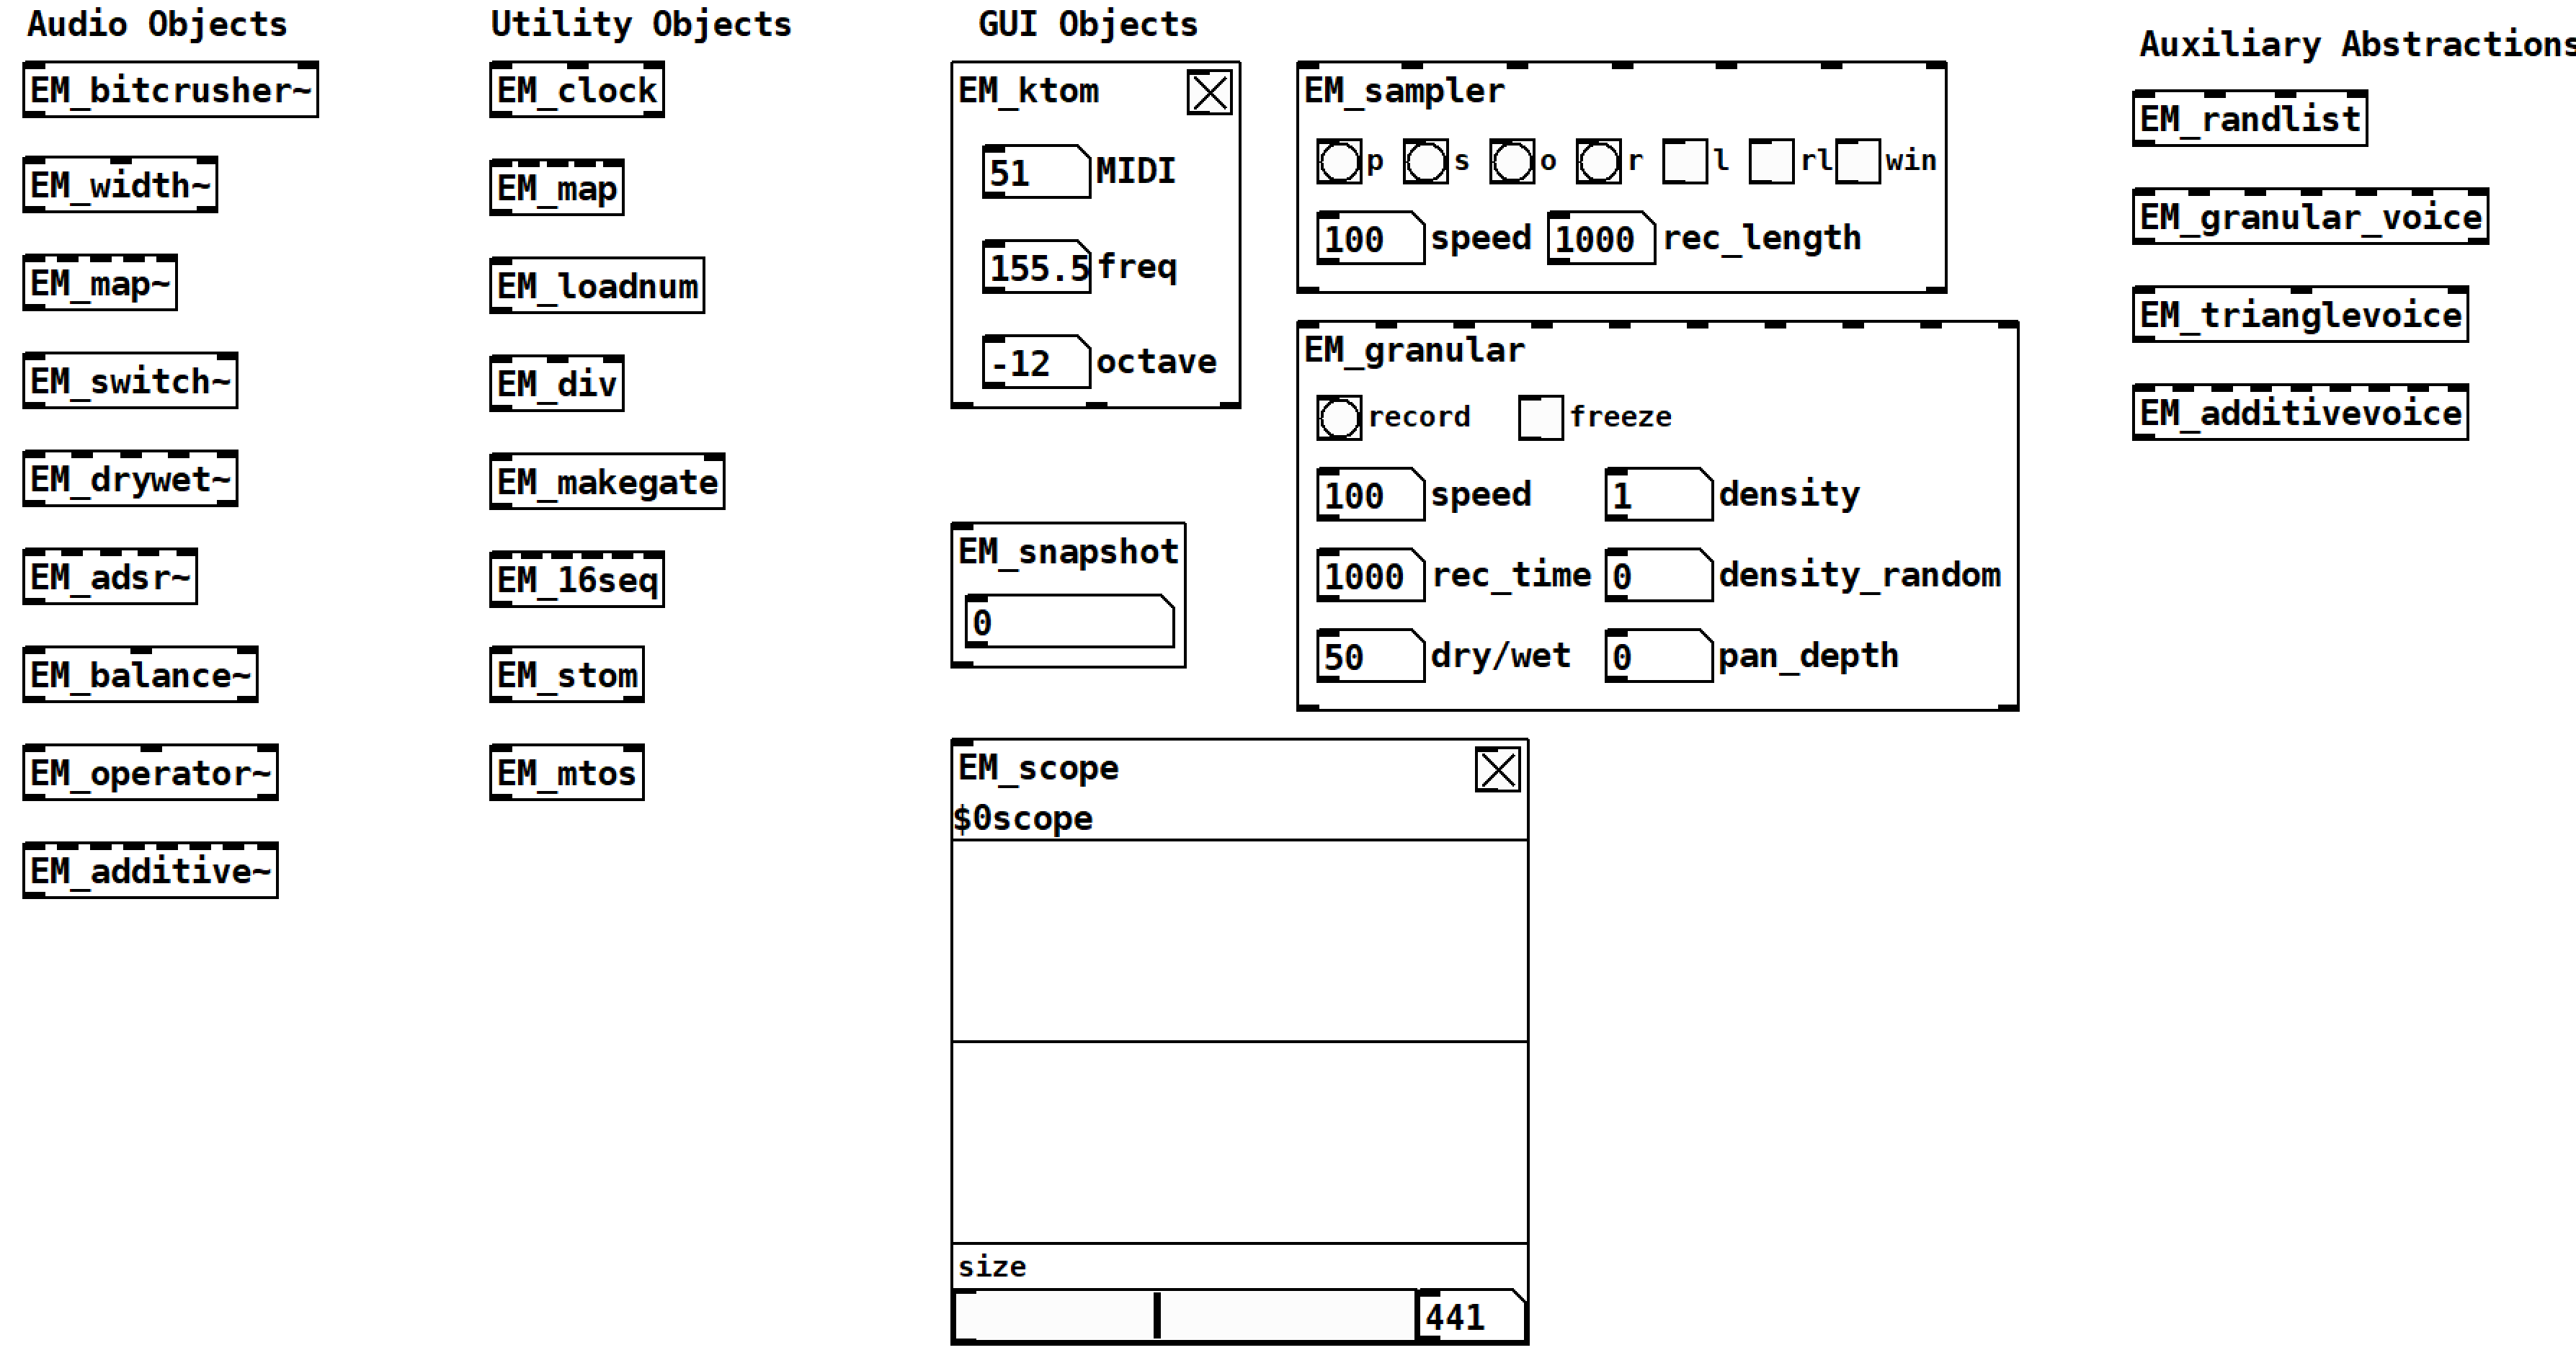 Audio Objects
EM_bitcrusher~
EM_width~
EM_map~
EM_switch~
EM_drywet~
EM_adsr~
EM_balance~
EM_operator~
EM_additive~
Utility Objects
EM_clock
EM_map
EM_loadnum
EM_div
EM_makegate
EM_16seq
EM_stom
EM_mtos
GUI Objects
EM_ktom
51 MIDI
155.5 freq
-12 octave
EM_snapshot
0
EM_scope
$0scope
size
441
EM_sampler
p s o r l rl win
100 speed 1000 rec_length
EM_granular
record freeze
100 speed 1 density
1000 rec_time 0 density_random
50 dry/wet 0 pan_depth
Auxiliary Abstractions
EM_randlist
EM_granular_voice
EM_trianglevoice
EM_additivevoice